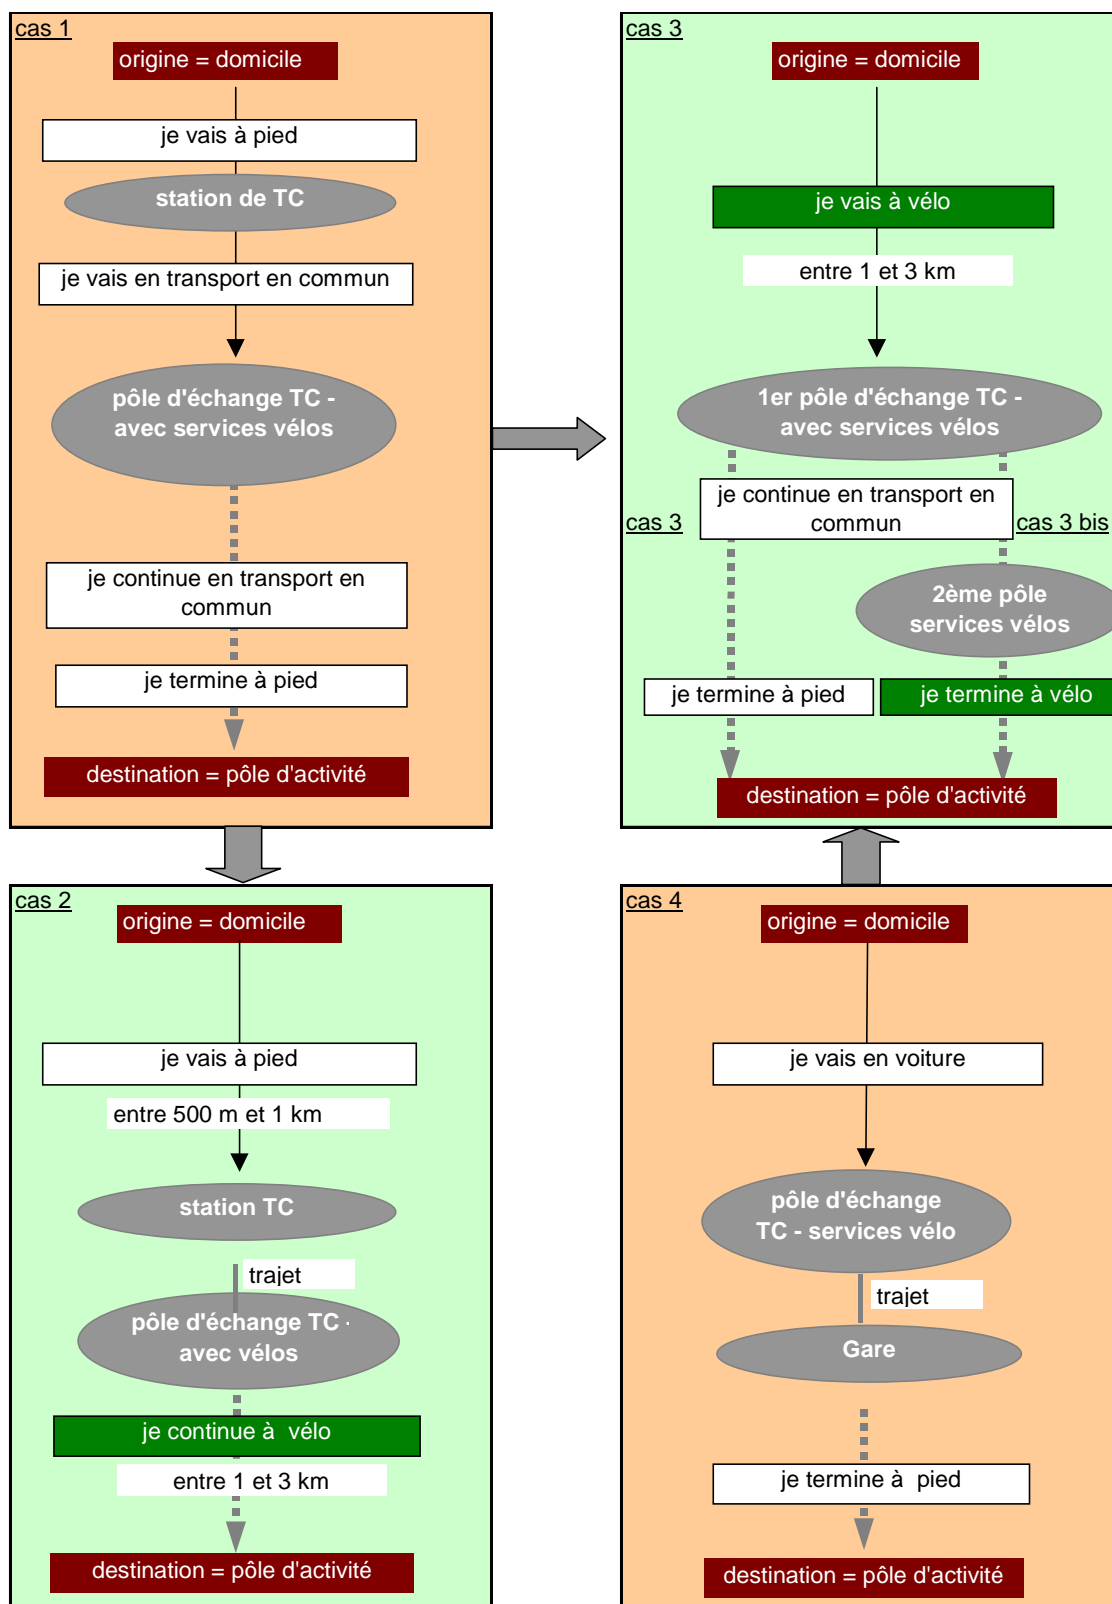 cas 1
origine = domicile
je vais à pied
station de TC
je vais en transport en commun
pôle d'échange TC -
avec services vélos
je continue en transport en
commun
je termine à pied
destination = pôle d'activité
cas 3
origine = domicile
je vais à vélo
entre 1 et 3 km
1er pôle d'échange TC -
avec services vélos
je continue en transport en
commun
cas 3
cas 3 bis
2ème pôle
services vélos
je termine à pied
je termine à vélo
destination = pôle d'activité
cas 2
origine = domicile
je vais à pied
entre 500 m et 1 km
station TC
trajet
pôle d'échange TC -
avec vélos
je continue à  vélo
entre 1 et 3 km
destination = pôle d'activité
cas 4
origine = domicile
je vais en voiture
pôle d'échange
TC - services vélo
trajet
Gare
je termine à  pied
destination = pôle d'activité